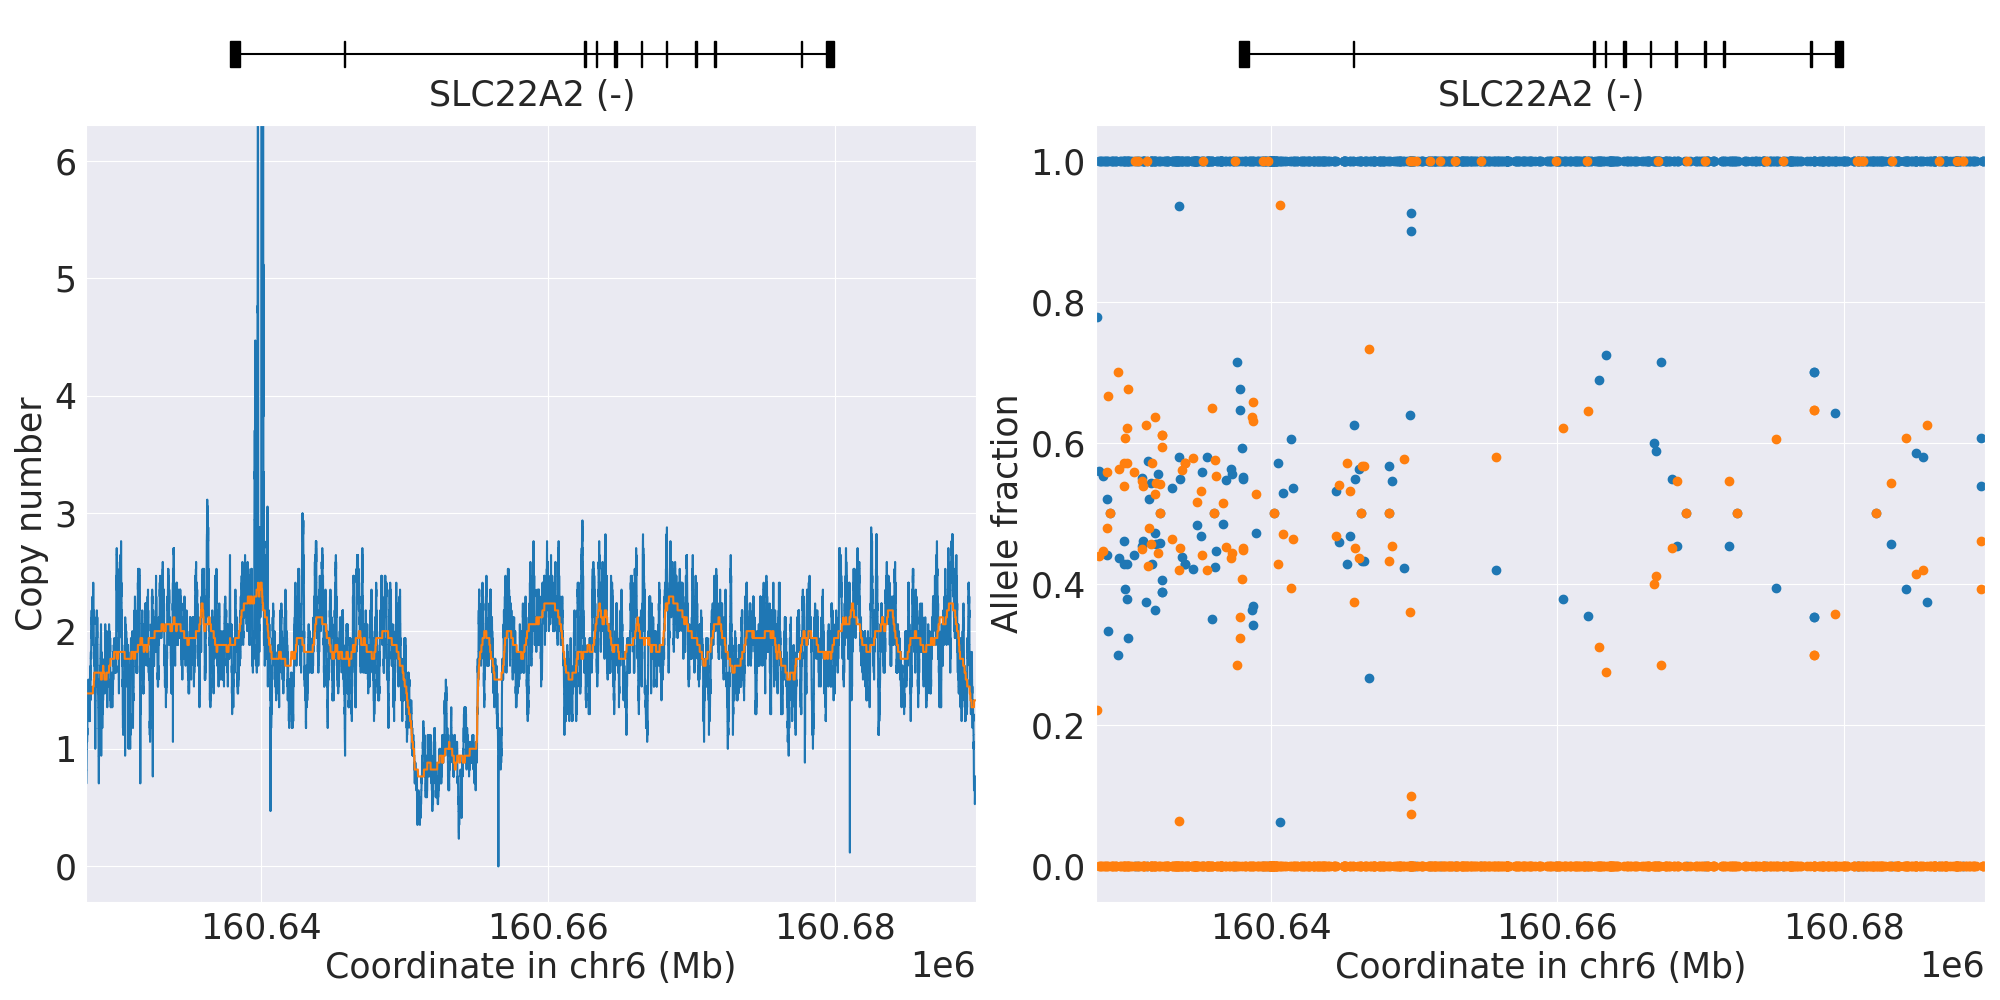 SLC22A2 (-)
6
5
4
3
2
1
0
Copy number
160.64
160.66
160.68
Coordinate in chr6 (Mb)
1e6
SLC22A2 (-)
1.0
0.8
0.6
0.4
0.2
0.0
Allele fraction
160.64
160.66
160.68
Coordinate in chr6 (Mb)
1e6